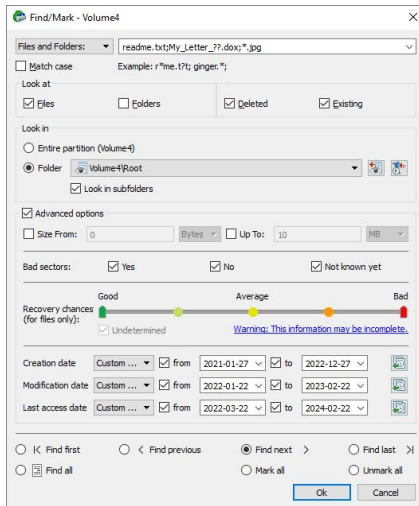 Find/Mark - Volume4
Files and Folders: readme.txt;My_Letter_??.dox;*.jpg
Match case Example: r*me.t?t; ginger.*;
Look at
Files Folders Deleted Existing
Look in
Entire partition (Volume4)
Folder Volume4\Root
Look in subfolders
Advanced options
Size From: 0 Bytes Up To: 10 MB
Bad sectors: Yes No Not known yet
Good Average Bad
Recovery chances
(for files only):
Undetermined Warning: This information may be incomplete.
Creation date Custom ... from 2021-01-27 to 2022-12-27
Modification date Custom ... from 2022-01-22 to 2023-02-22
Last access date Custom ... from 2022-03-22 to 2024-02-22
Find first Find previous Find next Find last
Find all Mark all Unmark all
Ok Cancel